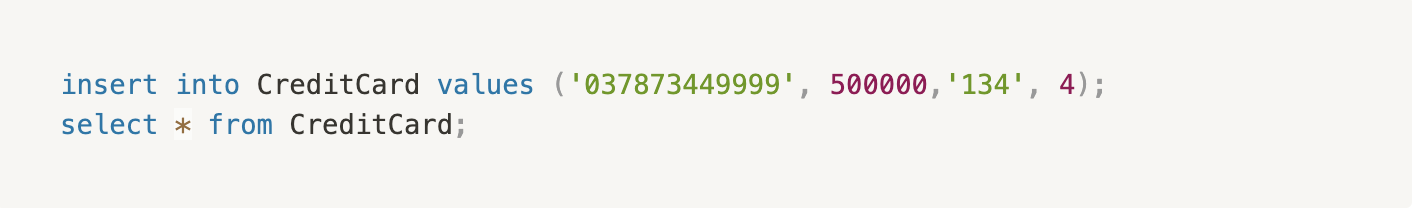 insert into CreditCard values ('037873449999', 500000,'134', 4);
select * from CreditCard;